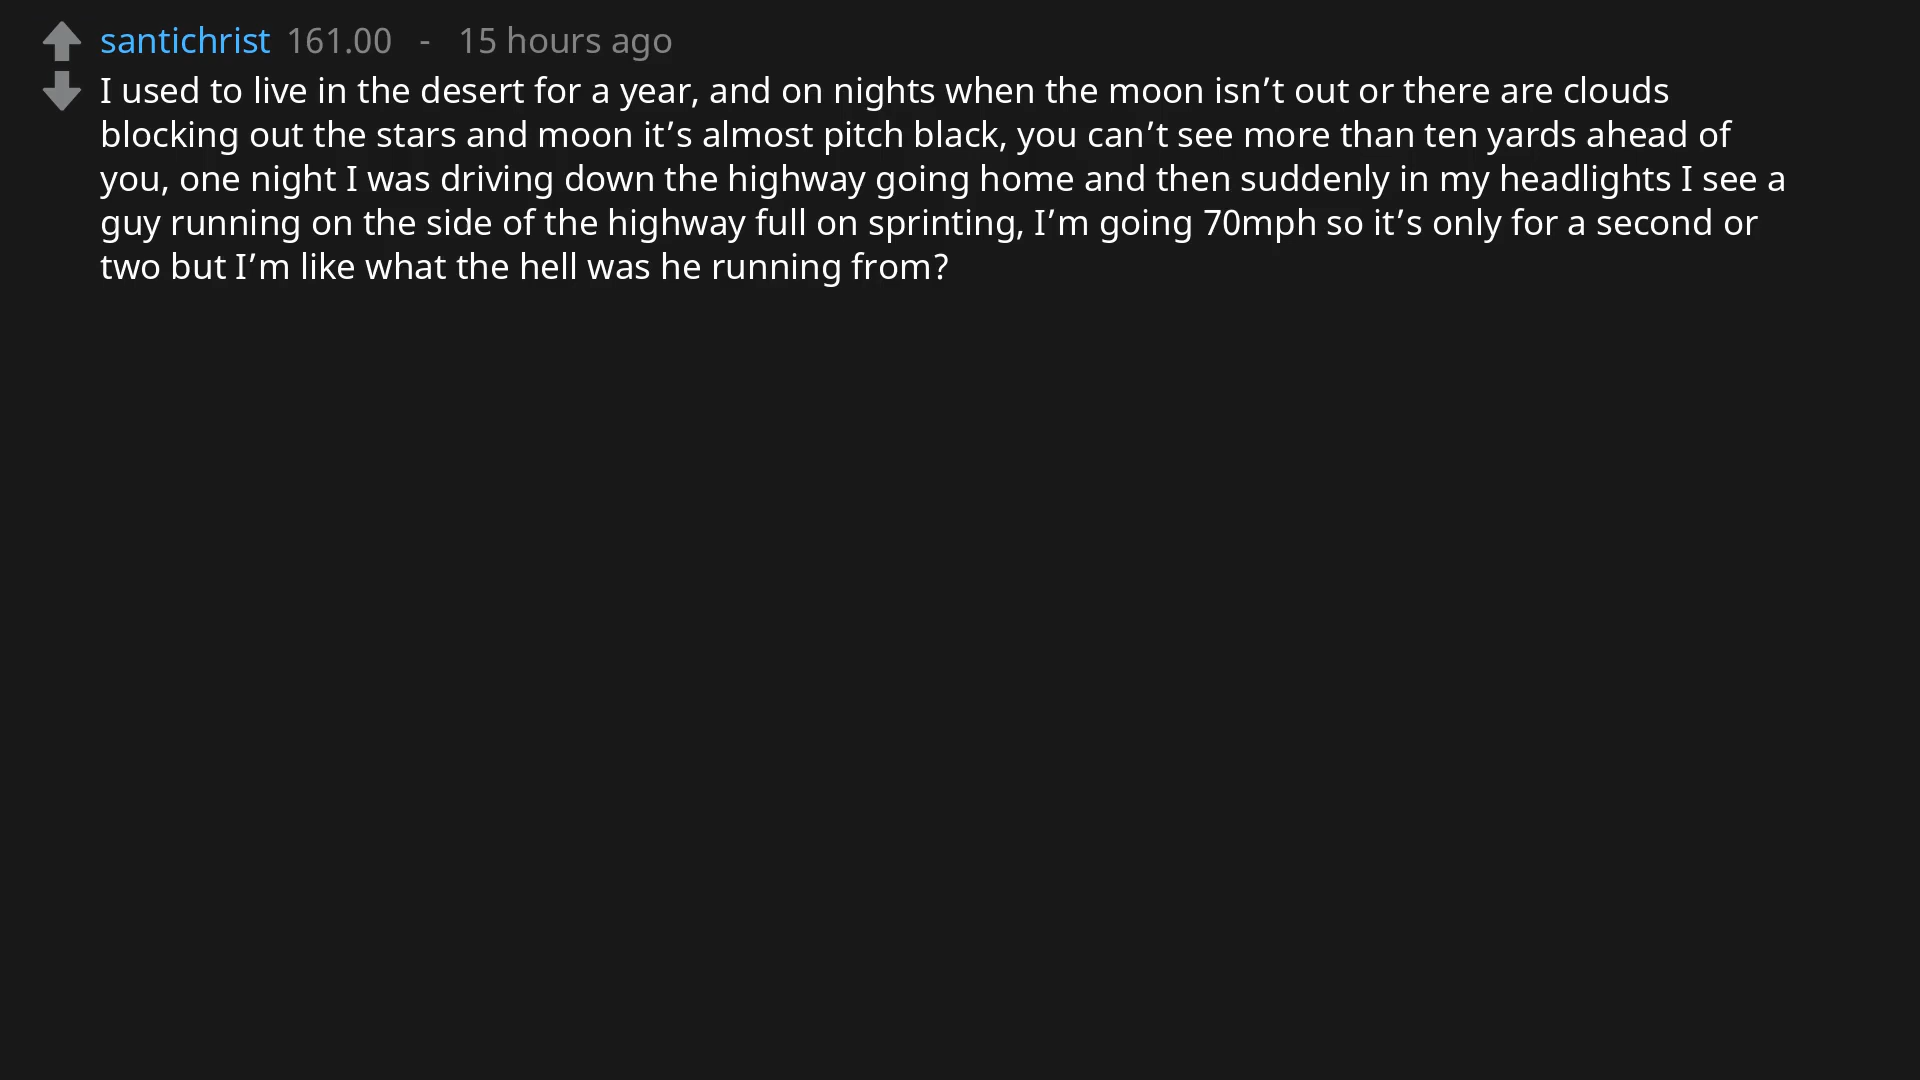 santichrist 161.00 - 15 hours ago
I used to live in the desert for a year, and on nights when the moon isn’t out or there are clouds
blocking out the stars and moon it’s almost pitch black, you can’t see more than ten yards ahead of
you, one night I was driving down the highway going home and then suddenly in my headlights I see a
guy running on the side of the highway full on sprinting, I’m going 70mph so it’s only for a second or
two but I’m like what the hell was he running from?